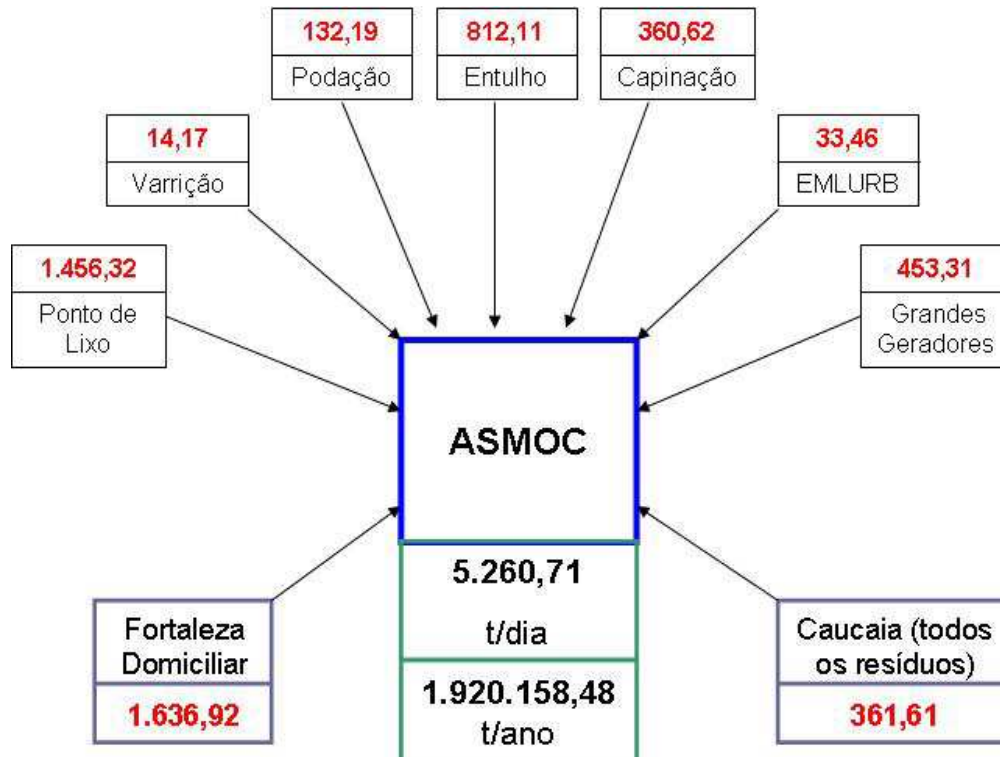 132,19
Podação
812,11
Entulho
360,62
Capinação
14,17
Varrição
33,46
EMLURB
1.456,32
Ponto de
Lixo
453,31
Grandes
Geradores
ASMOC
5.260,71
t/dia
1.920.158,48
t/ano
Fortaleza
Domiciliar
1.636,92
Caucaia (todos
os resíduos)
361,61